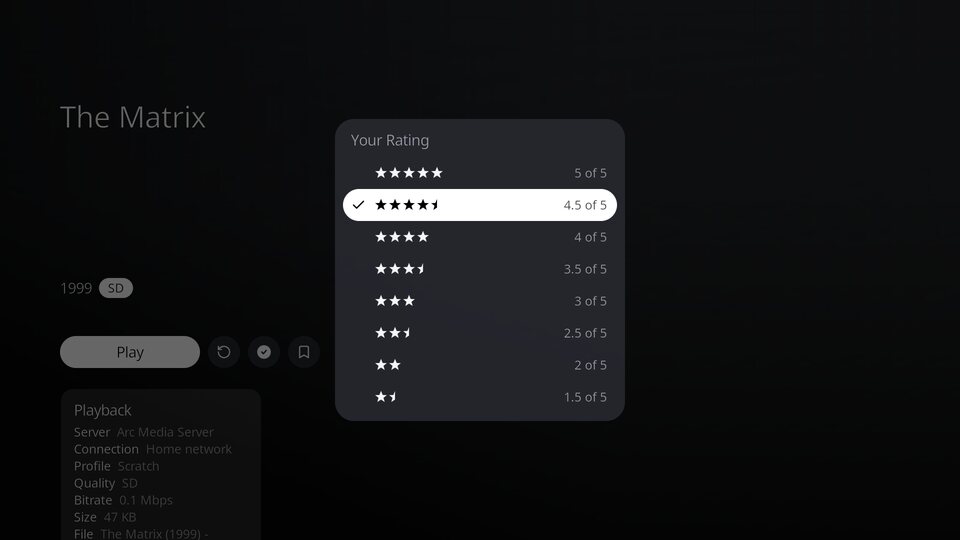 The Matrix
1999 SD
Play
Playback
Server Arc Media Server
Connection Home network
Profile Scratch
Quality SD
Bitrate 0.1 Mbps
Size 47 KB
File The Matrix (1999) -
Your Rating
★★★★★ 5 of 5
★★★★⯨ 4.5 of 5
★★★★ 4 of 5
★★★⯨ 3.5 of 5
★★★ 3 of 5
★★⯨ 2.5 of 5
★★ 2 of 5
★⯨ 1.5 of 5